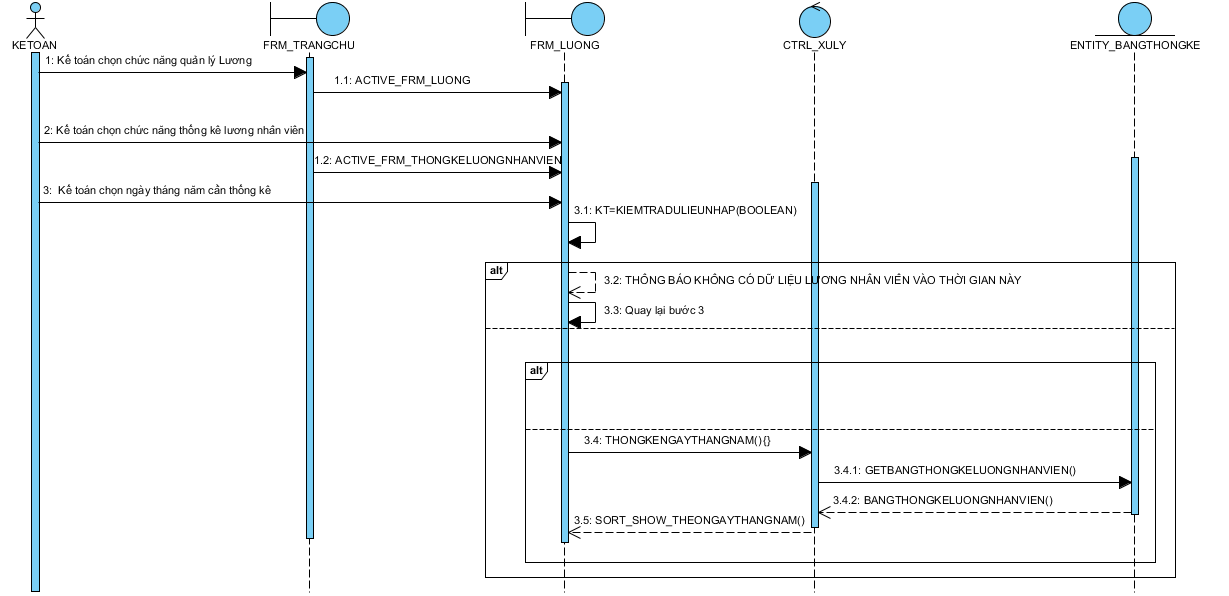 KETOAN
FRM_TRANGCHU
FRM_LUONG
CTRL_XULY
ENTITY_BANGTHONGKE
1: Kế toán chọn chức năng quản lý Lương
1.1: ACTIVE_FRM_LUONG
2: Kế toán chọn chức năng thống kê lương nhân viên
1.2: ACTIVE_FRM_THONGKELUONGNHANVIEN
3: Kế toán chọn ngày tháng năm cần thống kê
3.1: KT=KIEMTRADULIEUNHAP(BOOLEAN)
alt
3.2: THÔNG BÁO KHÔNG CÓ DỮ LIỆU LƯƠNG NHÂN VIÊN VÀO THỜI GIAN NÀY
3.3: Quay lại bước 3
alt
3.4: THONGKENGAYTHANGNAM(){}
3.4.1: GETBANGTHONGKELUONGNHANVIEN()
3.4.2: BANGTHONGKELUONGNHANVIEN()
3.5: SORT_SHOW_THEONGAYTHANGNAM()